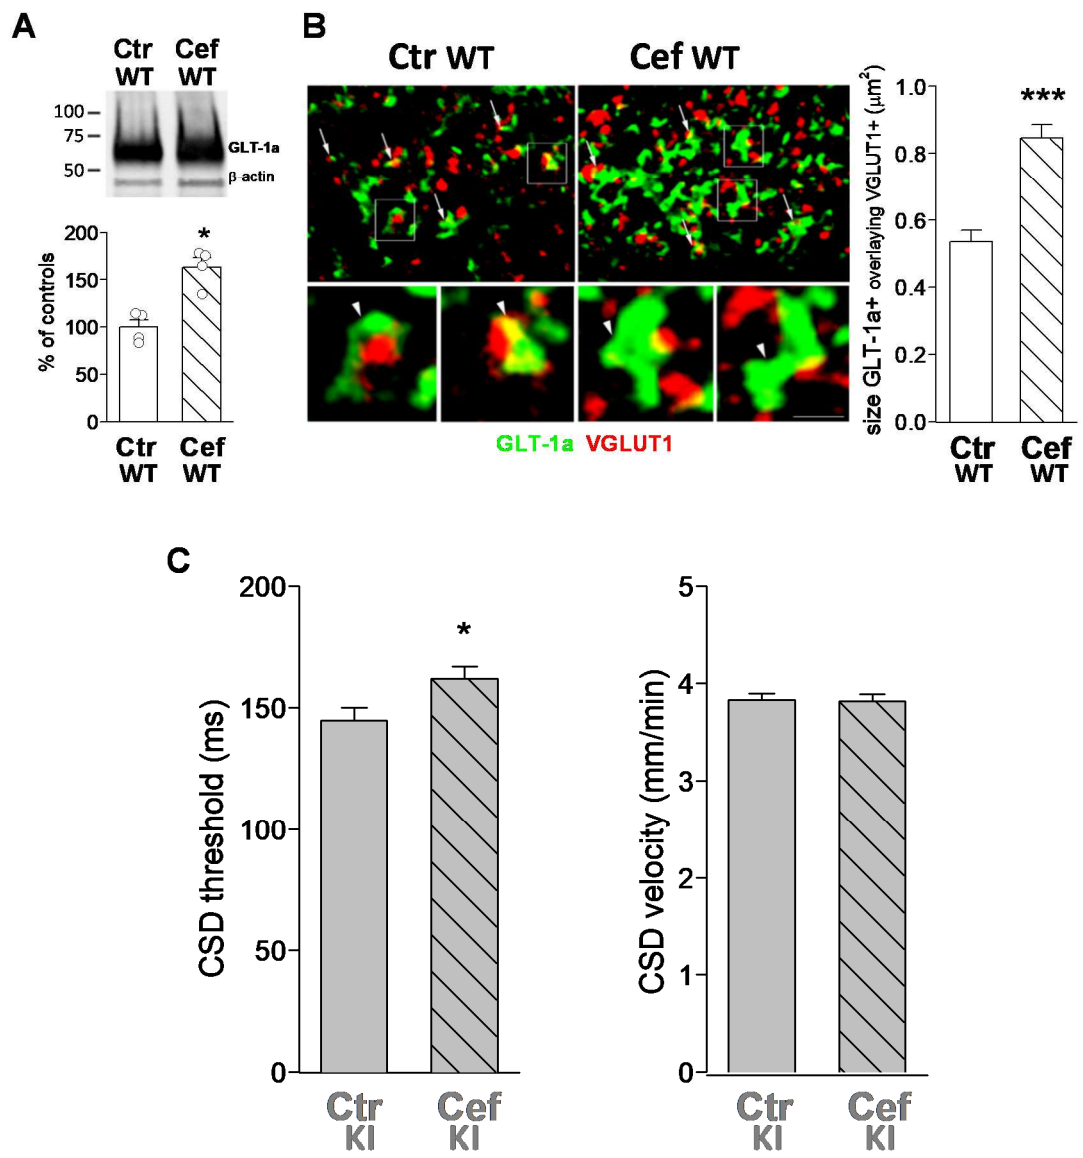 A
Ctr
WT
Cef
WT
100
75
50
GLT-1a
β-actin
% of controls
200
150
100
50
0
*
Ctr
WT
Cef
WT
B
Ctr WT
Cef WT
GLT-1a VGLUT1
size GLT-1a+ overlaying VGLUT1+ (μm²)
1.0
0.8
0.6
0.4
0.2
0.0
***
Ctr
WT
Cef
WT
C
CSD threshold (ms)
200
150
100
50
0
*
Ctr
KI
Cef
KI
CSD velocity (mm/min)
5
4
3
2
1
0
Ctr
KI
Cef
KI